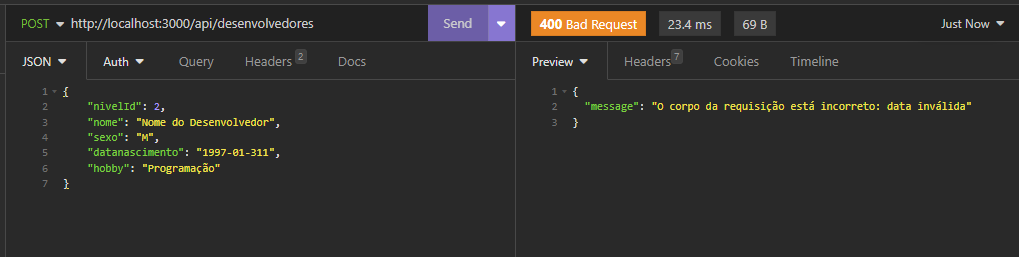 POST http://localhost:3000/api/desenvolvedores Send
JSON Auth Query Headers 2 Docs
1 {
2 "nivelId": 2,
3 "nome": "Nome do Desenvolvedor",
4 "sexo": "M",
5 "datanascimento": "1997-01-311",
6 "hobby": "Programação"
7 }
400 Bad Request 23.4 ms 69 B Just Now
Preview Headers 7 Cookies Timeline
1 {
2 "message": "O corpo da requisição está incorreto: data inválida"
3 }